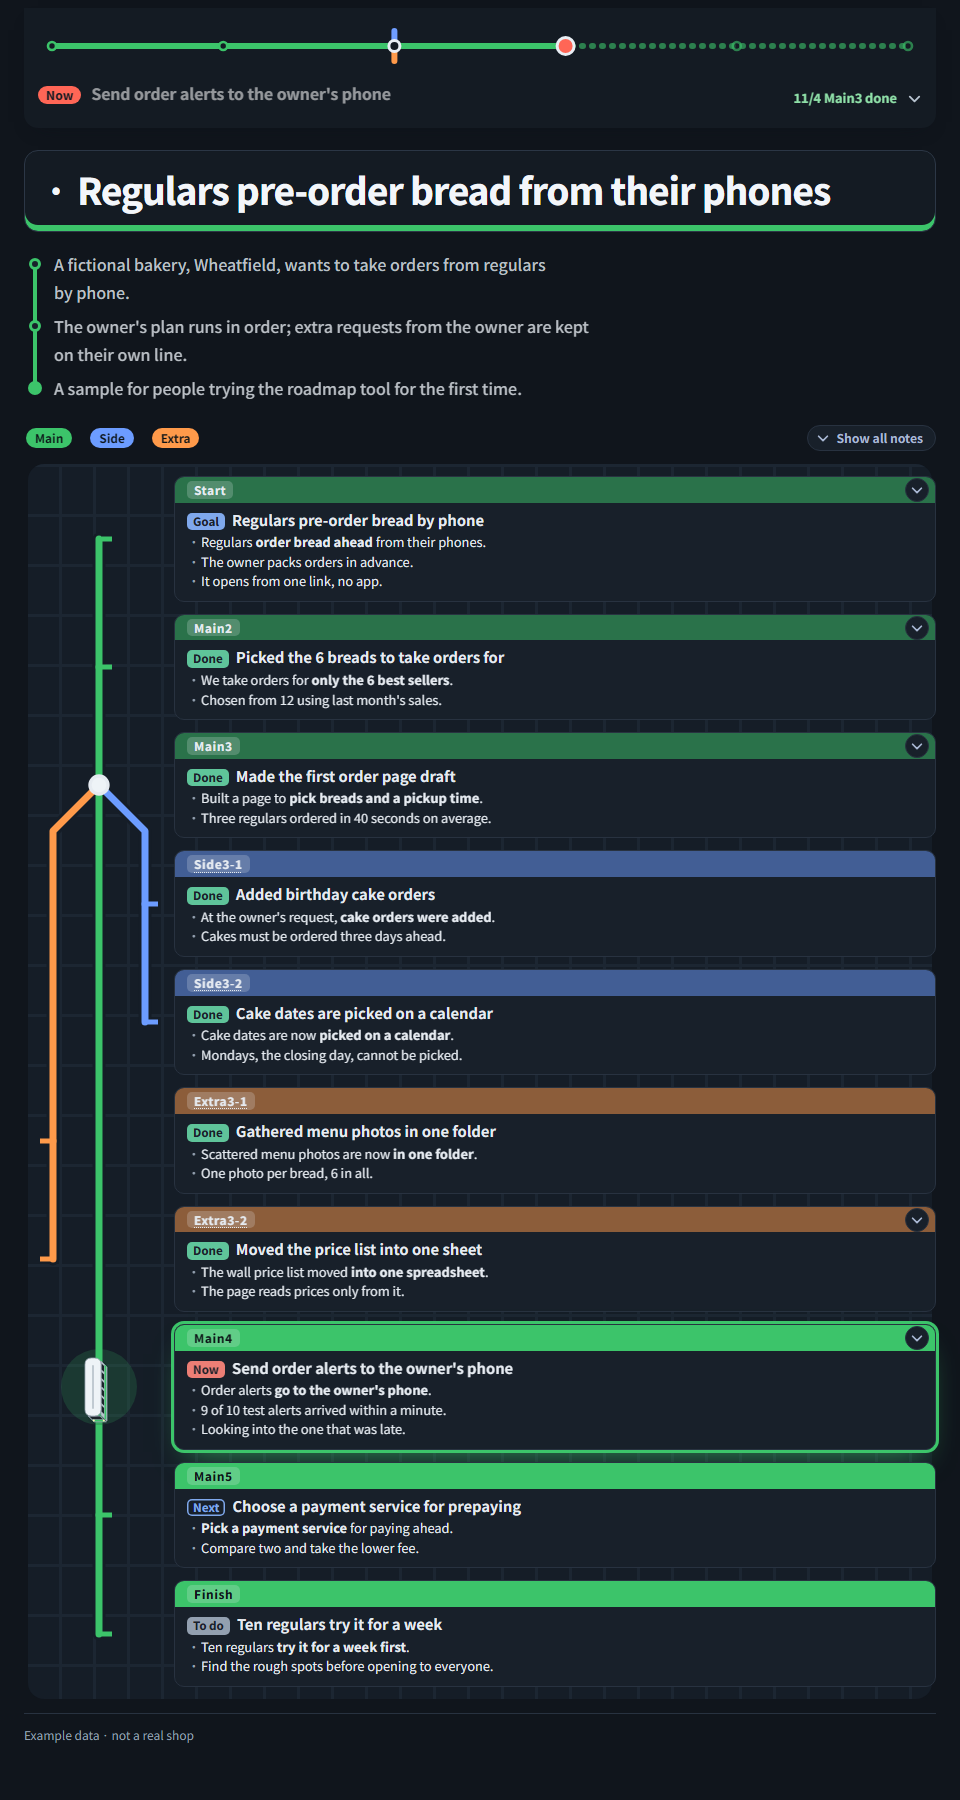 Now Send order alerts to the owner's phone
11/4 Main3 done
· Regulars pre-order bread from their phones
A fictional bakery, Wheatfield, wants to take orders from regulars
by phone.
The owner's plan runs in order; extra requests from the owner are kept
on their own line.
A sample for people trying the roadmap tool for the first time.
Main Side Extra
Show all notes
Start
Goal Regulars pre-order bread by phone
· Regulars order bread ahead from their phones.
· The owner packs orders in advance.
· It opens from one link, no app.
Main2
Done Picked the 6 breads to take orders for
· We take orders for only the 6 best sellers.
· Chosen from 12 using last month's sales.
Main3
Done Made the first order page draft
· Built a page to pick breads and a pickup time.
· Three regulars ordered in 40 seconds on average.
Side3-1
Done Added birthday cake orders
· At the owner's request, cake orders were added.
· Cakes must be ordered three days ahead.
Side3-2
Done Cake dates are picked on a calendar
· Cake dates are now picked on a calendar.
· Mondays, the closing day, cannot be picked.
Extra3-1
Done Gathered menu photos in one folder
· Scattered menu photos are now in one folder.
· One photo per bread, 6 in all.
Extra3-2
Done Moved the price list into one sheet
· The wall price list moved into one spreadsheet.
· The page reads prices only from it.
Main4
Now Send order alerts to the owner's phone
· Order alerts go to the owner's phone.
· 9 of 10 test alerts arrived within a minute.
· Looking into the one that was late.
Main5
Next Choose a payment service for prepaying
· Pick a payment service for paying ahead.
· Compare two and take the lower fee.
Finish
To do Ten regulars try it for a week
· Ten regulars try it for a week first.
· Find the rough spots before opening to everyone.
Example data · not a real shop